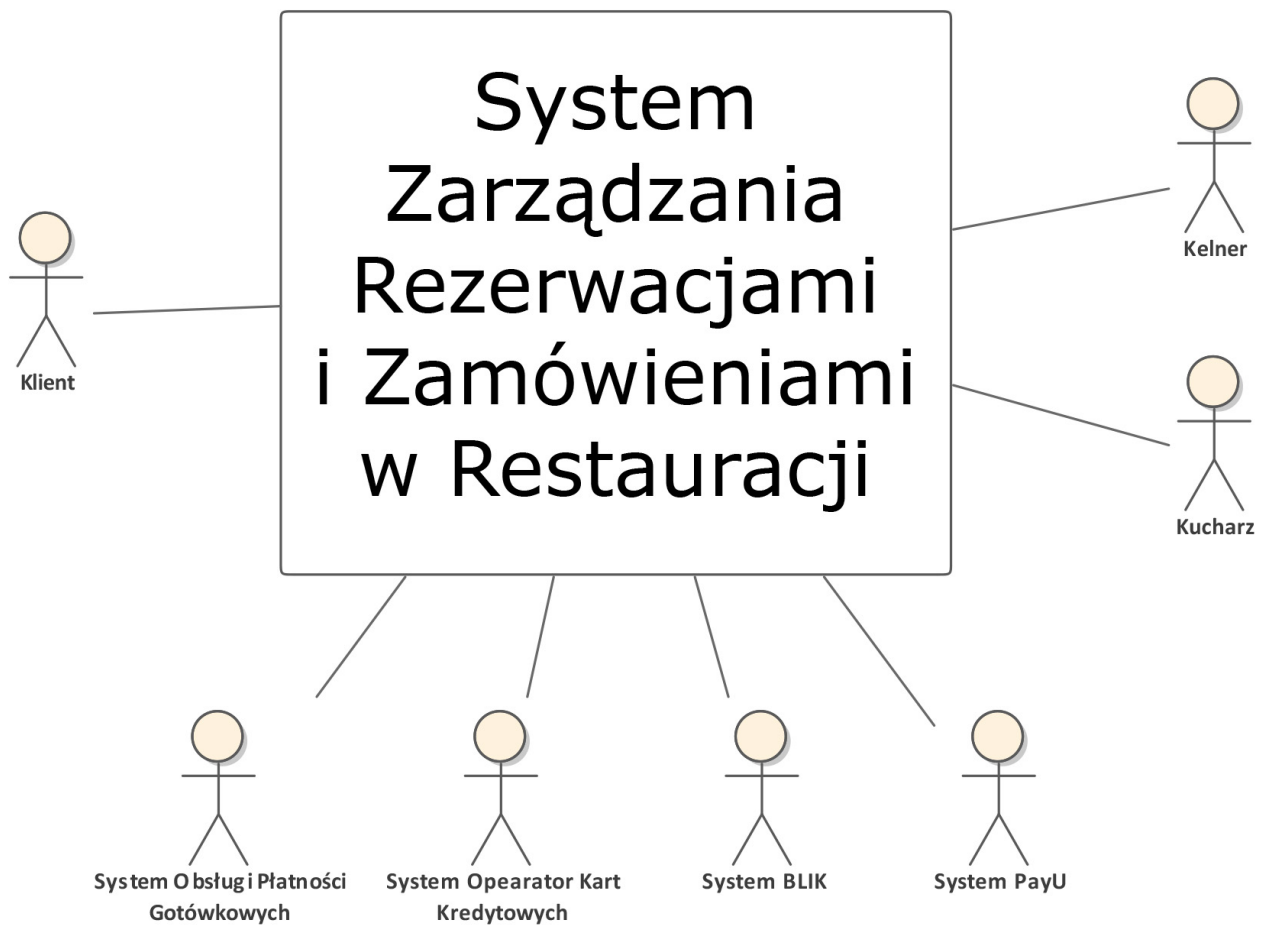 System
Zarządzania
Rezerwacjami
i Zamówieniami
w Restauracji
Klient
Kelner
Kucharz
System Obsługi Płatności
Gotówkowych
System Opearator Kart
Kredytowych
System BLIK
System PayU